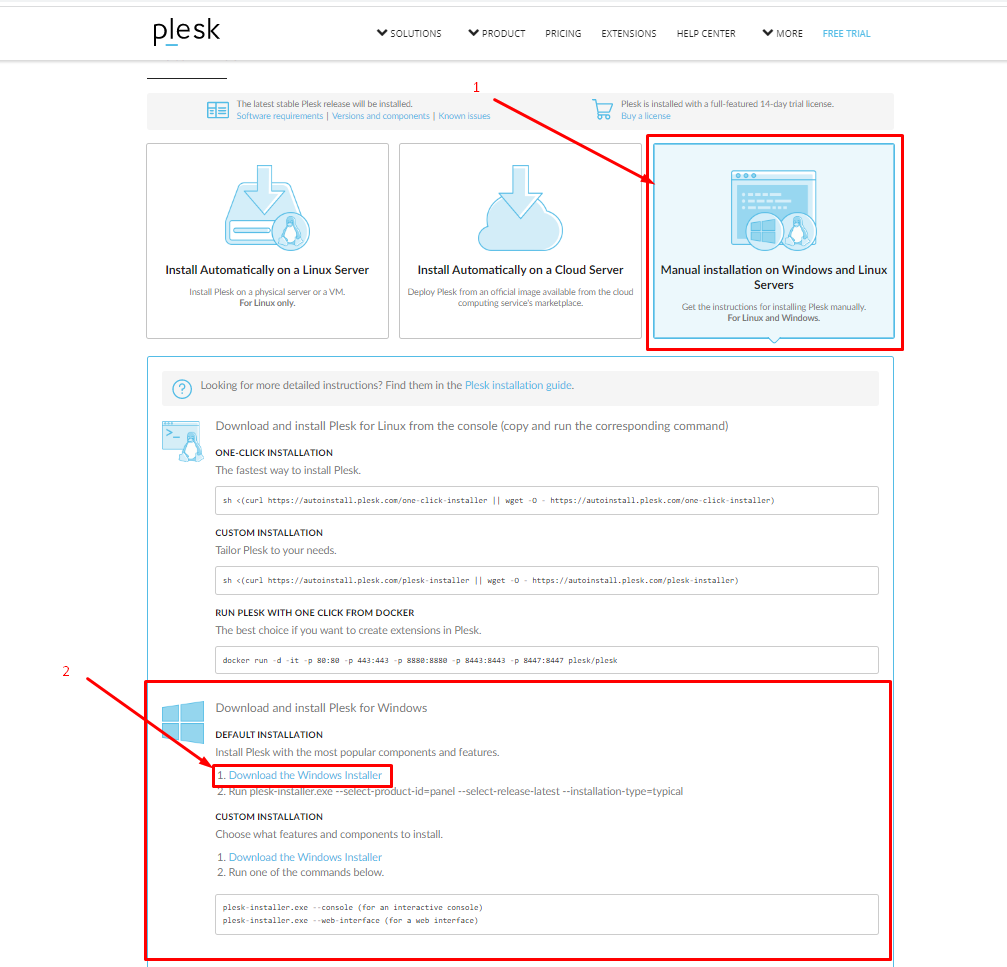 plesk
SOLUTIONS PRODUCT PRICING EXTENSIONS HELP CENTER MORE FREE TRIAL
1
The latest stable Plesk release will be installed.
Software requirements | Versions and components | Known issues
Plesk is installed with a full-featured 14-day trial license.
Buy a license
Install Automatically on a Linux Server
Install Plesk on a physical server or a VM.
For Linux only.
Install Automatically on a Cloud Server
Deploy Plesk from an official image available from the cloud
computing service's marketplace.
Manual installation on Windows and Linux
Servers
Get the instructions for installing Plesk manually.
For Linux and Windows.
? Looking for more detailed instructions? Find them in the Plesk installation guide.
Download and install Plesk for Linux from the console (copy and run the corresponding command)
ONE-CLICK INSTALLATION
The fastest way to install Plesk.
sh <(curl https://autoinstall.plesk.com/one-click-installer || wget -O - https://autoinstall.plesk.com/one-click-installer)
CUSTOM INSTALLATION
Tailor Plesk to your needs.
sh <(curl https://autoinstall.plesk.com/plesk-installer || wget -O - https://autoinstall.plesk.com/plesk-installer)
RUN PLESK WITH ONE CLICK FROM DOCKER
The best choice if you want to create extensions in Plesk.
docker run -d -it -p 80:80 -p 443:443 -p 8880:8880 -p 8443:8443 -p 8447:8447 plesk/plesk
2
Download and install Plesk for Windows
DEFAULT INSTALLATION
Install Plesk with the most popular components and features.
1. Download the Windows Installer
2. Run plesk-installer.exe --select-product-id=panel --select-release-latest --installation-type=typical
CUSTOM INSTALLATION
Choose what features and components to install.
1. Download the Windows Installer
2. Run one of the commands below.
plesk-installer.exe --console (for an interactive console)
plesk-installer.exe --web-interface (for a web interface)